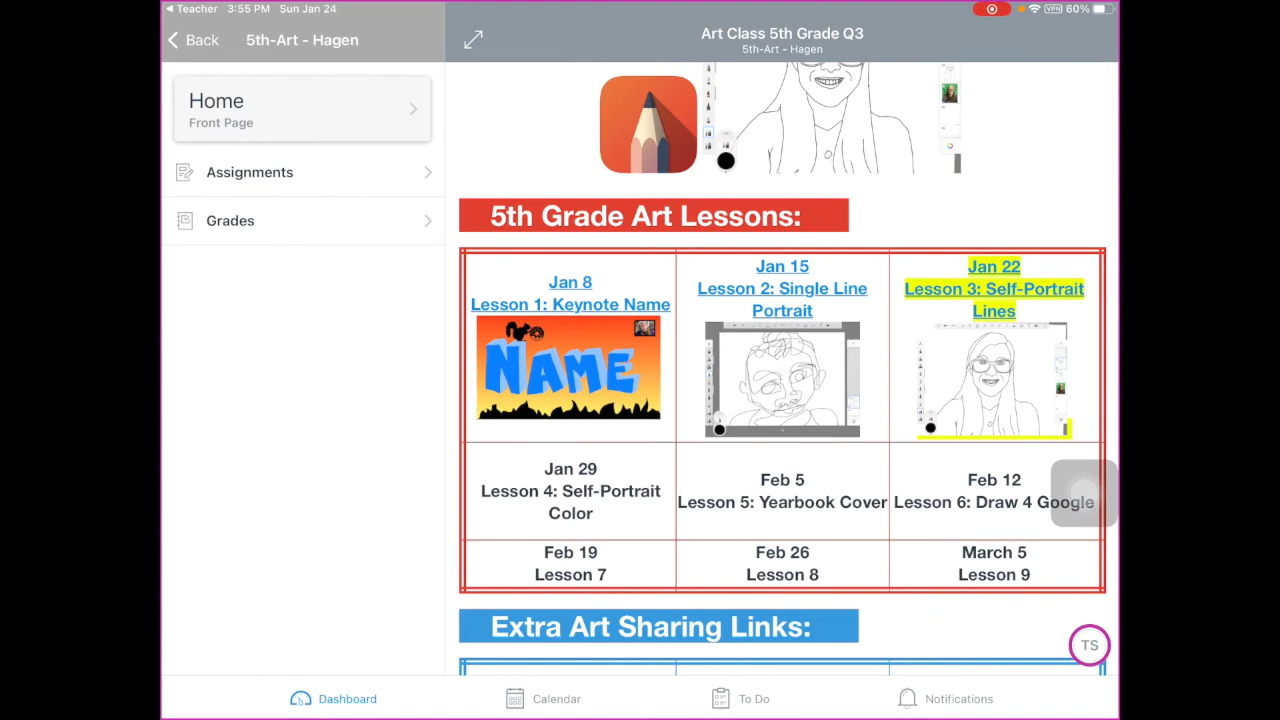 Teacher 3:55 PM Sun Jan 24
VPN 60%
Back 5th-Art - Hagen
Art Class 5th Grade Q3
5th-Art - Hagen
Home
Front Page
Assignments
Grades
5th Grade Art Lessons:
Jan 8
Lesson 1: Keynote Name
NAME
Jan 15
Lesson 2: Single Line
Portrait
Jan 22
Lesson 3: Self-Portrait
Lines
Jan 29
Lesson 4: Self-Portrait
Color
Feb 5
Lesson 5: Yearbook Cover
Feb 12
Lesson 6: Draw 4 Google
Feb 19
Lesson 7
Feb 26
Lesson 8
March 5
Lesson 9
Extra Art Sharing Links:
TS
Dashboard
Calendar
To Do
Notifications